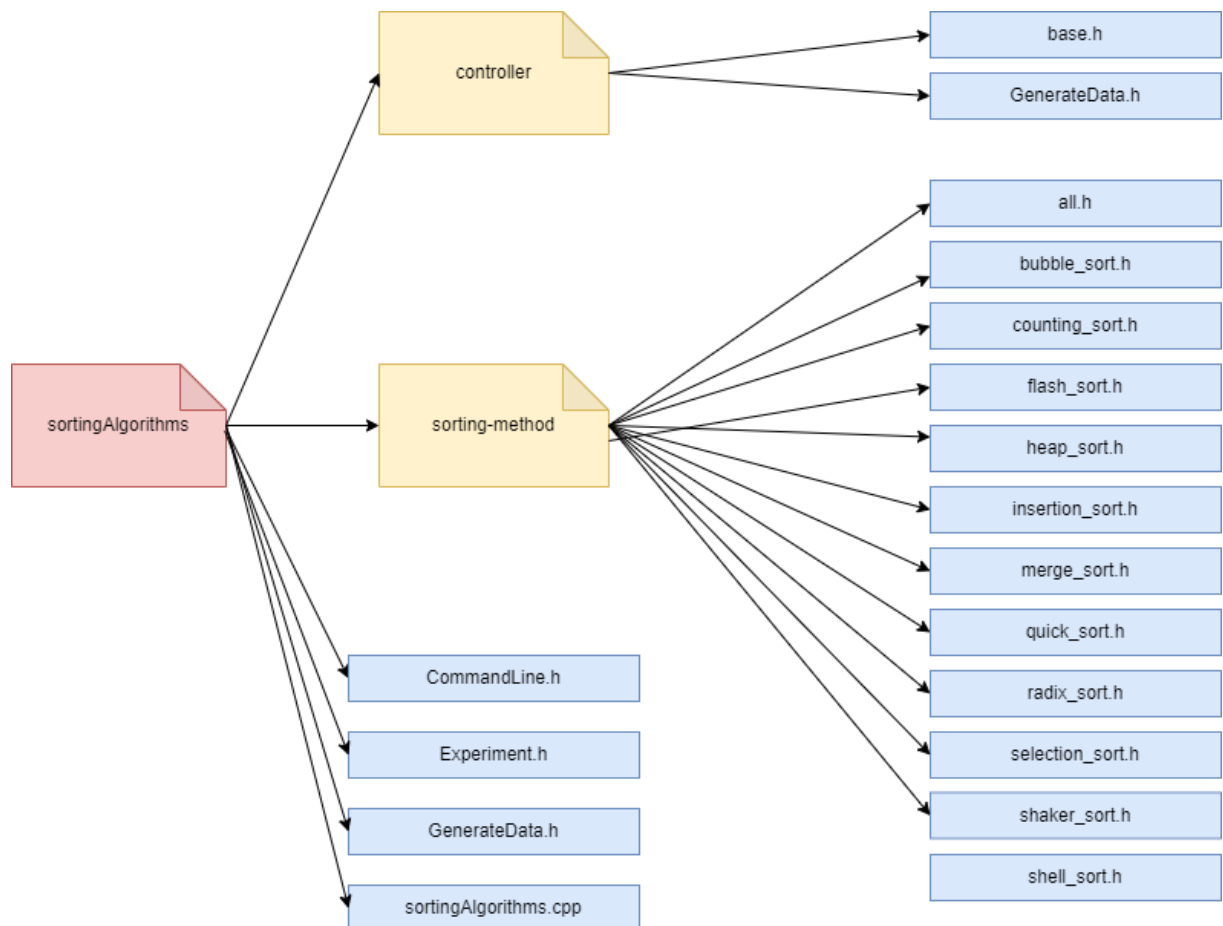 sortingAlgorithms
controller
base.h
GenerateData.h
sorting-method
all.h
bubble_sort.h
counting_sort.h
flash_sort.h
heap_sort.h
insertion_sort.h
merge_sort.h
quick_sort.h
radix_sort.h
selection_sort.h
shaker_sort.h
shell_sort.h
CommandLine.h
Experiment.h
GenerateData.h
sortingAlgorithms.cpp